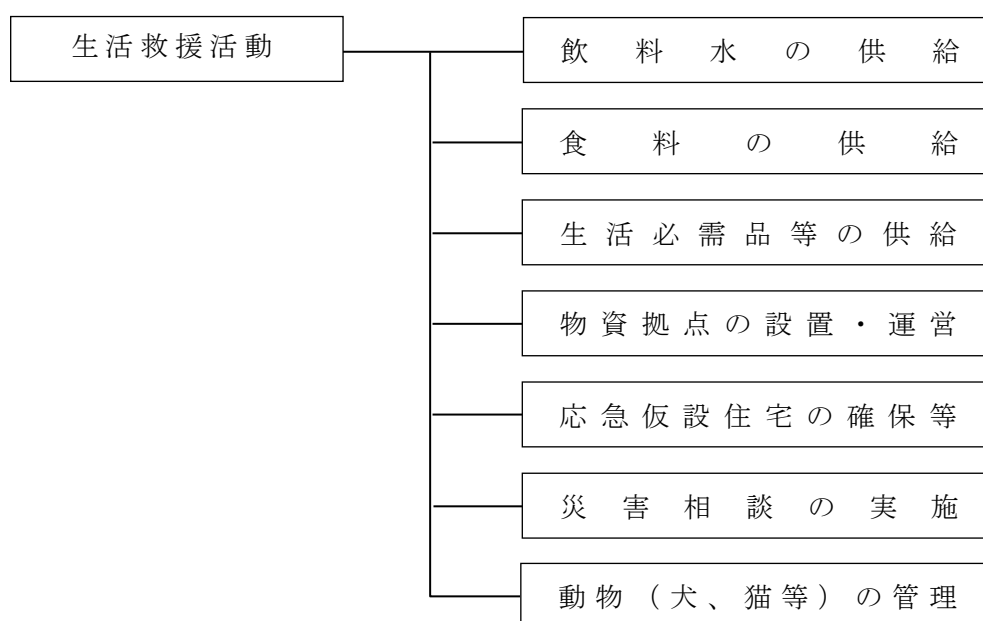 生活救援活動
飲料水の供給
食料の供給
生活必需品等の供給
物資拠点の設置・運営
応急仮設住宅の確保等
災害相談の実施
動物（犬、猫等）の管理